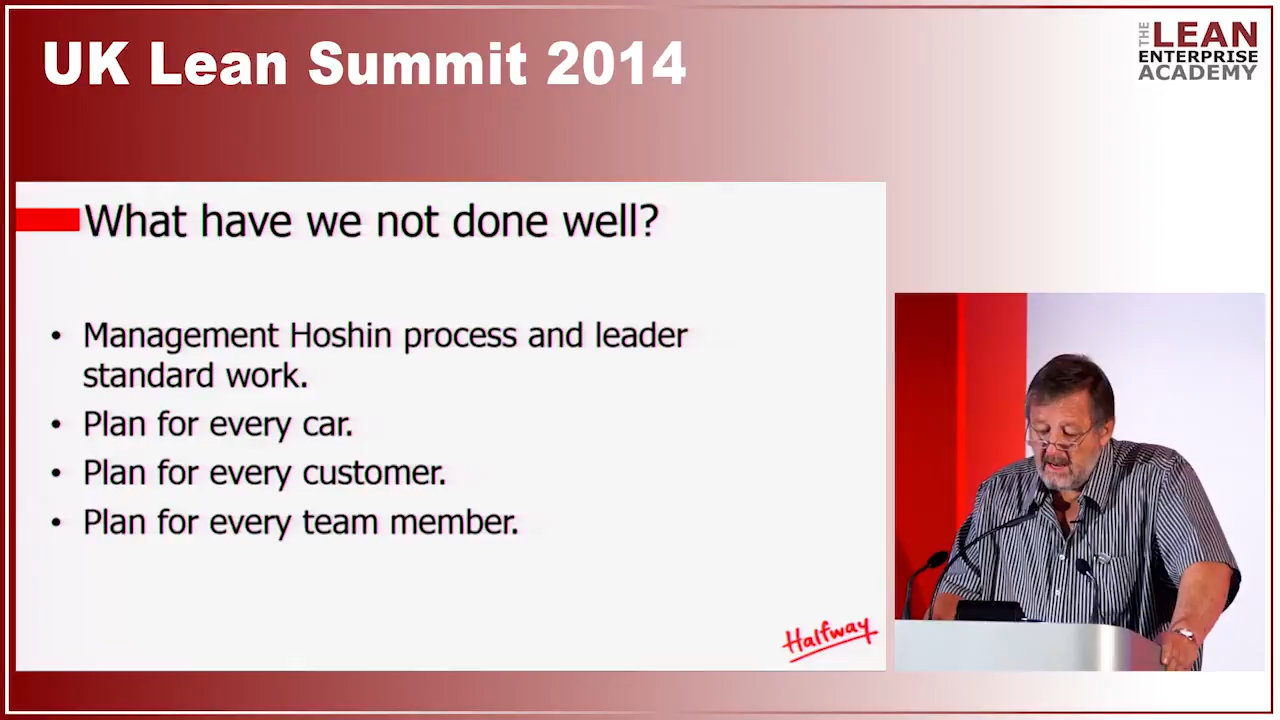 UK Lean Summit 2014
THE
LEAN
ENTERPRISE
ACADEMY
What have we not done well?
• Management Hoshin process and leader
standard work.
• Plan for every car.
• Plan for every customer.
• Plan for every team member.
Halfway